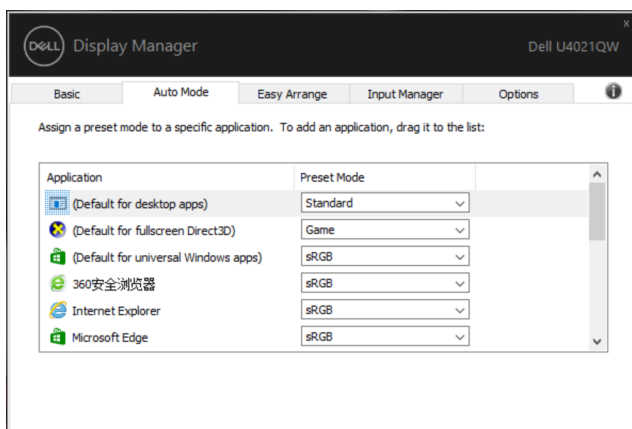 DELL Display Manager
Dell U4021QW
Basic Auto Mode Easy Arrange Input Manager Options
Assign a preset mode to a specific application. To add an application, drag it to the list:
Application Preset Mode
(Default for desktop apps) Standard
(Default for fullscreen Direct3D) Game
(Default for universal Windows apps) sRGB
360安全浏览器 sRGB
Internet Explorer sRGB
Microsoft Edge sRGB